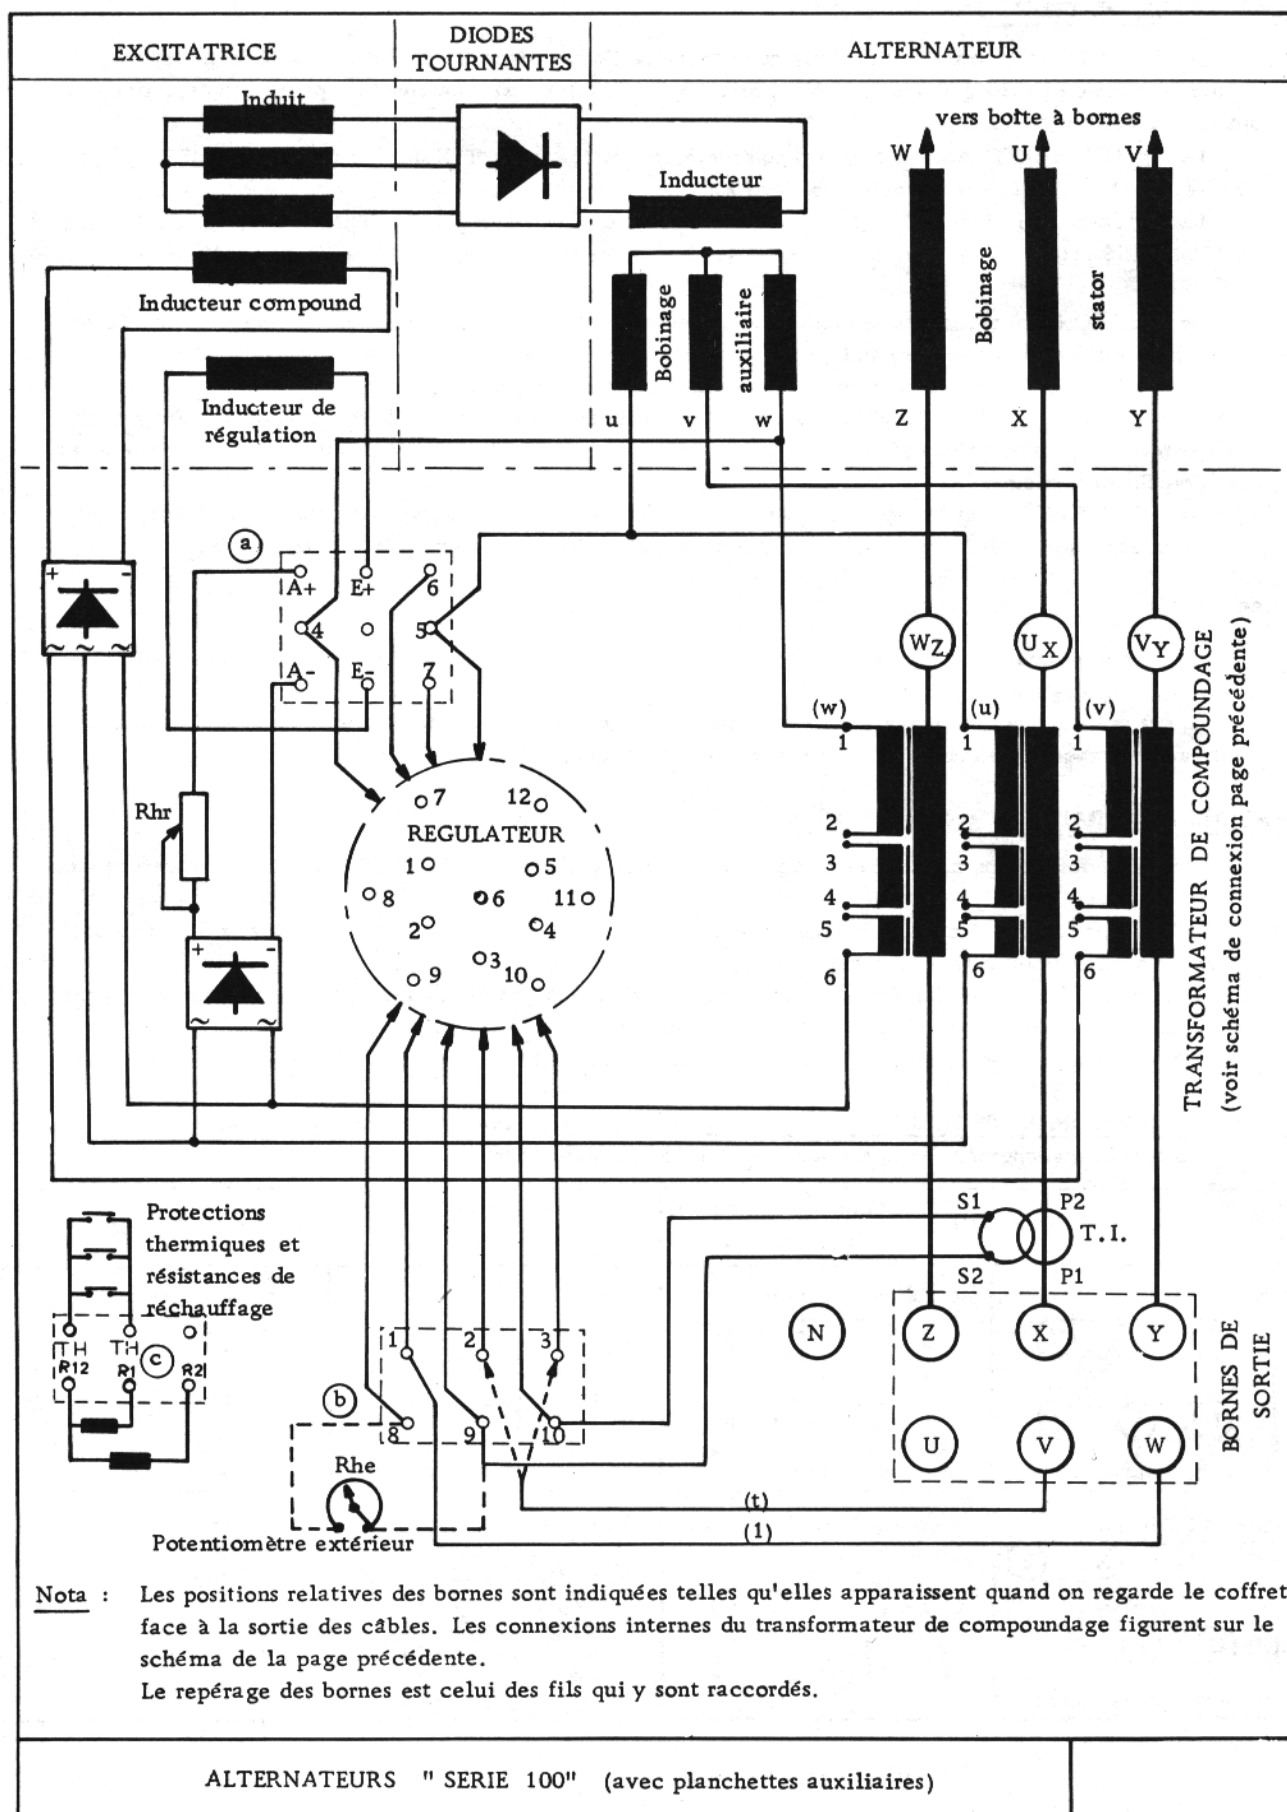 EXCITATRICE
DIODES
TOURNANTES
ALTERNATEUR
Induit
vers boîte à bornes
W
U
V
Inducteur
Inducteur compound
Bobinage
auxiliaire
Bobinage
stator
Inducteur de
régulation
u
v
w
Z
X
Y
a
A+
E+
6
4
5
A-
E-
7
+
-
~
~
~
WZ
UX
VY
(w)
(u)
(v)
1
1
1
2
2
2
3
3
3
4
4
4
5
5
5
6
6
6
TRANSFORMATEUR DE COMPOUNDAGE
(voir schéma de connexion page précédente)
Rhr
7
12
REGULATEUR
1
5
8
6
11
2
4
3
9
10
+
-
~
~
Protections
thermiques et
résistances de
réchauffage
TH
TH
c
R12
R1
R2
S1
P2
T.I.
S2
P1
N
Z
X
Y
U
V
W
BORNES DE
SORTIE
1
2
3
b
8
9
10
Rhe
Potentiomètre extérieur
(t)
(1)
Nota : Les positions relatives des bornes sont indiquées telles qu'elles apparaissent quand on regarde le coffret
face à la sortie des câbles. Les connexions internes du transformateur de compoundage figurent sur le
schéma de la page précédente.
Le repérage des bornes est celui des fils qui y sont raccordés.
ALTERNATEURS " SERIE 100" (avec planchettes auxiliaires)